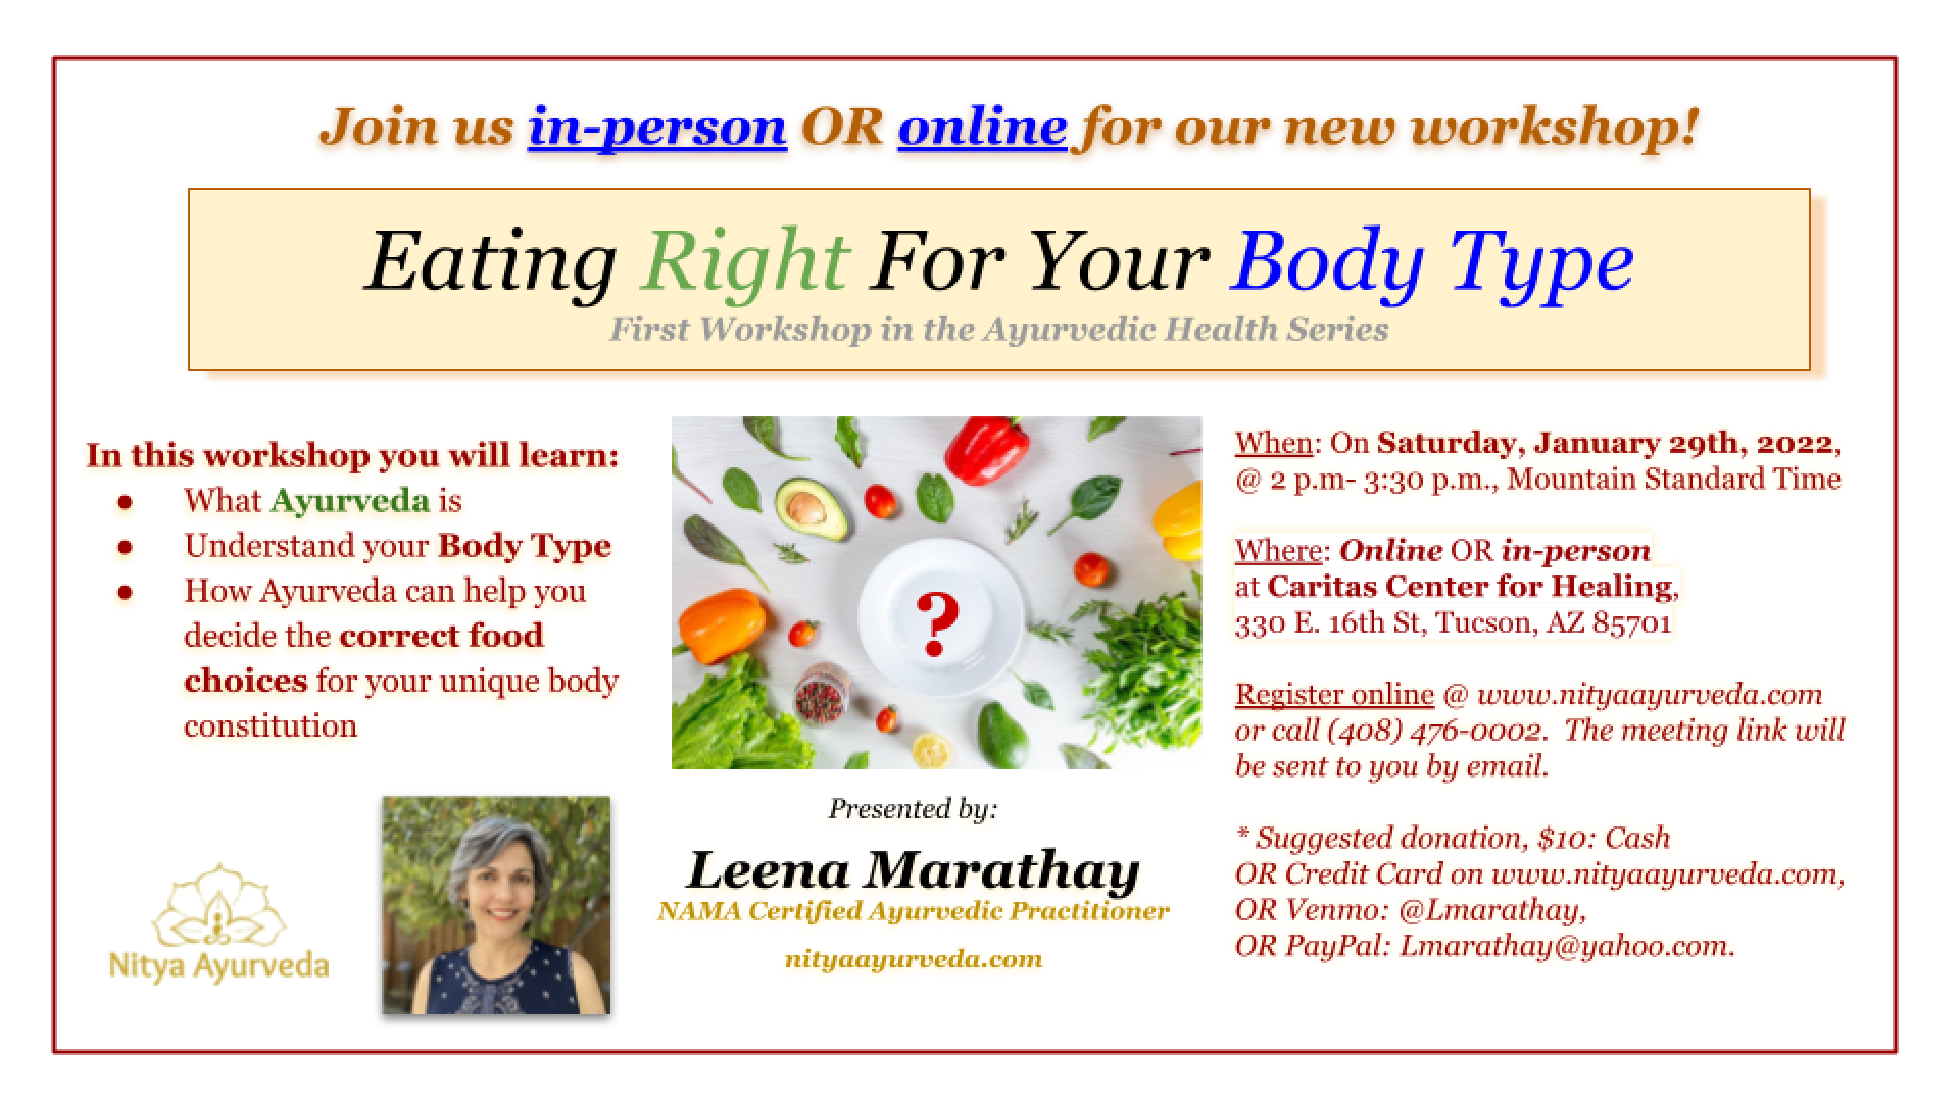 Join us in-person OR online for our new workshop!
Eating Right For Your Body Type
First Workshop in the Ayurvedic Health Series
In this workshop you will learn:
● What Ayurveda is
● Understand your Body Type
● How Ayurveda can help you
decide the correct food
choices for your unique body
constitution
Nitya Ayurveda
?
Presented by:
Leena Marathay
NAMA Certified Ayurvedic Practitioner
nityaayurveda.com
When: On Saturday, January 29th, 2022,
@ 2 p.m- 3:30 p.m., Mountain Standard Time
Where: Online OR in-person
at Caritas Center for Healing,
330 E. 16th St, Tucson, AZ 85701
Register online @ www.nityaayurveda.com
or call (408) 476-0002. The meeting link will
be sent to you by email.
* Suggested donation, $10: Cash
OR Credit Card on www.nityaayurveda.com,
OR Venmo: @Lmarathay,
OR PayPal: Lmarathay@yahoo.com.